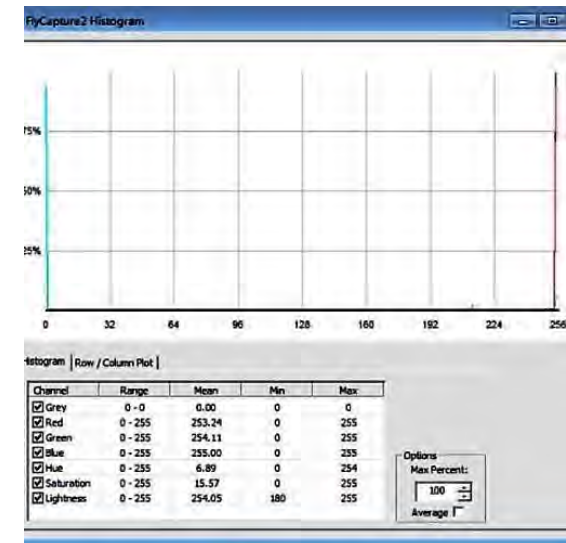 FlyCapture2 Histogram
75%
50%
25%
0 32 64 96 128 160 192 224 256
Histogram Row / Column Plot
Channel Range Mean Min Max
Grey 0 - 0 0.00 0 0
Red 0 - 255 253.24 0 255
Green 0 - 255 254.11 0 255
Blue 0 - 255 255.00 0 255
Hue 0 - 255 6.89 0 254
Saturation 0 - 255 15.57 0 255
Lightness 0 - 255 254.05 180 255
Options
Max Percent:
100
Average